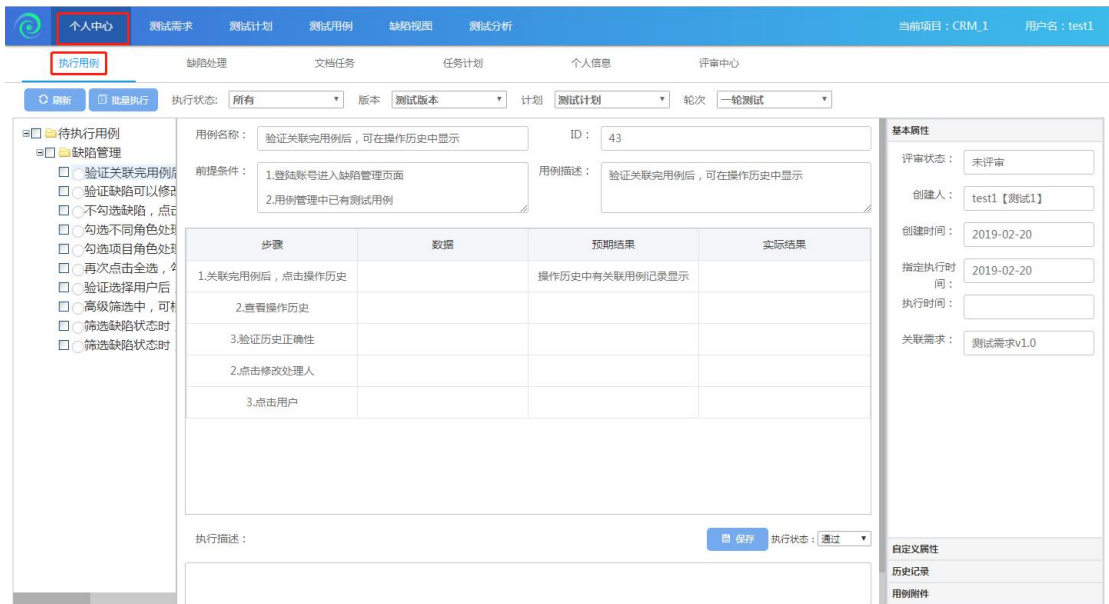 个人中心 测试需求 测试计划 测试用例 缺陷视图 测试分析 当前项目：CRM_1 用户名：test1
执行用例 缺陷处理 文档任务 任务计划 个人信息 评审中心
刷新 批量执行 执行状态: 所有 版本 测试版本 计划 测试计划 轮次 一轮测试
待执行用例
缺陷管理
验证关联完用例后
验证缺陷可以修改
不勾选缺陷，点击
勾选不同角色处理
勾选项目角色处理
再次点击全选，勾
验证选择用户后，
高级筛选中，可根
筛选缺陷状态时，
筛选缺陷状态时，
用例名称： 验证关联完用例后，可在操作历史中显示 ID： 43
前提条件： 1.登陆账号进入缺陷管理页面
2.用例管理中已有测试用例
用例描述： 验证关联完用例后，可在操作历史中显示
步骤 数据 预期结果 实际结果
1.关联完用例后，点击操作历史 操作历史中有关联用例记录显示
2.查看操作历史
3.验证历史正确性
2.点击修改处理人
3.点击用户
执行描述： 保存 执行状态：通过
基本属性
评审状态： 未评审
创建人： test1【测试1】
创建时间： 2019-02-20
指定执行时间： 2019-02-20
执行时间：
关联需求： 测试需求v1.0
自定义属性
历史记录
用例附件